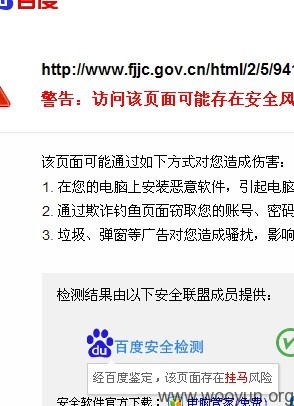 百度
http://www.fjjc.gov.cn/html/2/5/941
警告：访问该页面可能存在安全风
该页面可能通过如下方式对您造成伤害：
1. 在您的电脑上安装恶意软件，引起电脑
2. 通过欺诈钓鱼页面窃取您的账号、密码
3. 垃圾、弹窗等广告对您造成骚扰，影响
检测结果由以下安全联盟成员提供：
du 百度安全检测
经百度鉴定，该页面存在挂马风险
安全软件官方下载： 电脑管家(免费)
www.wooyun.org